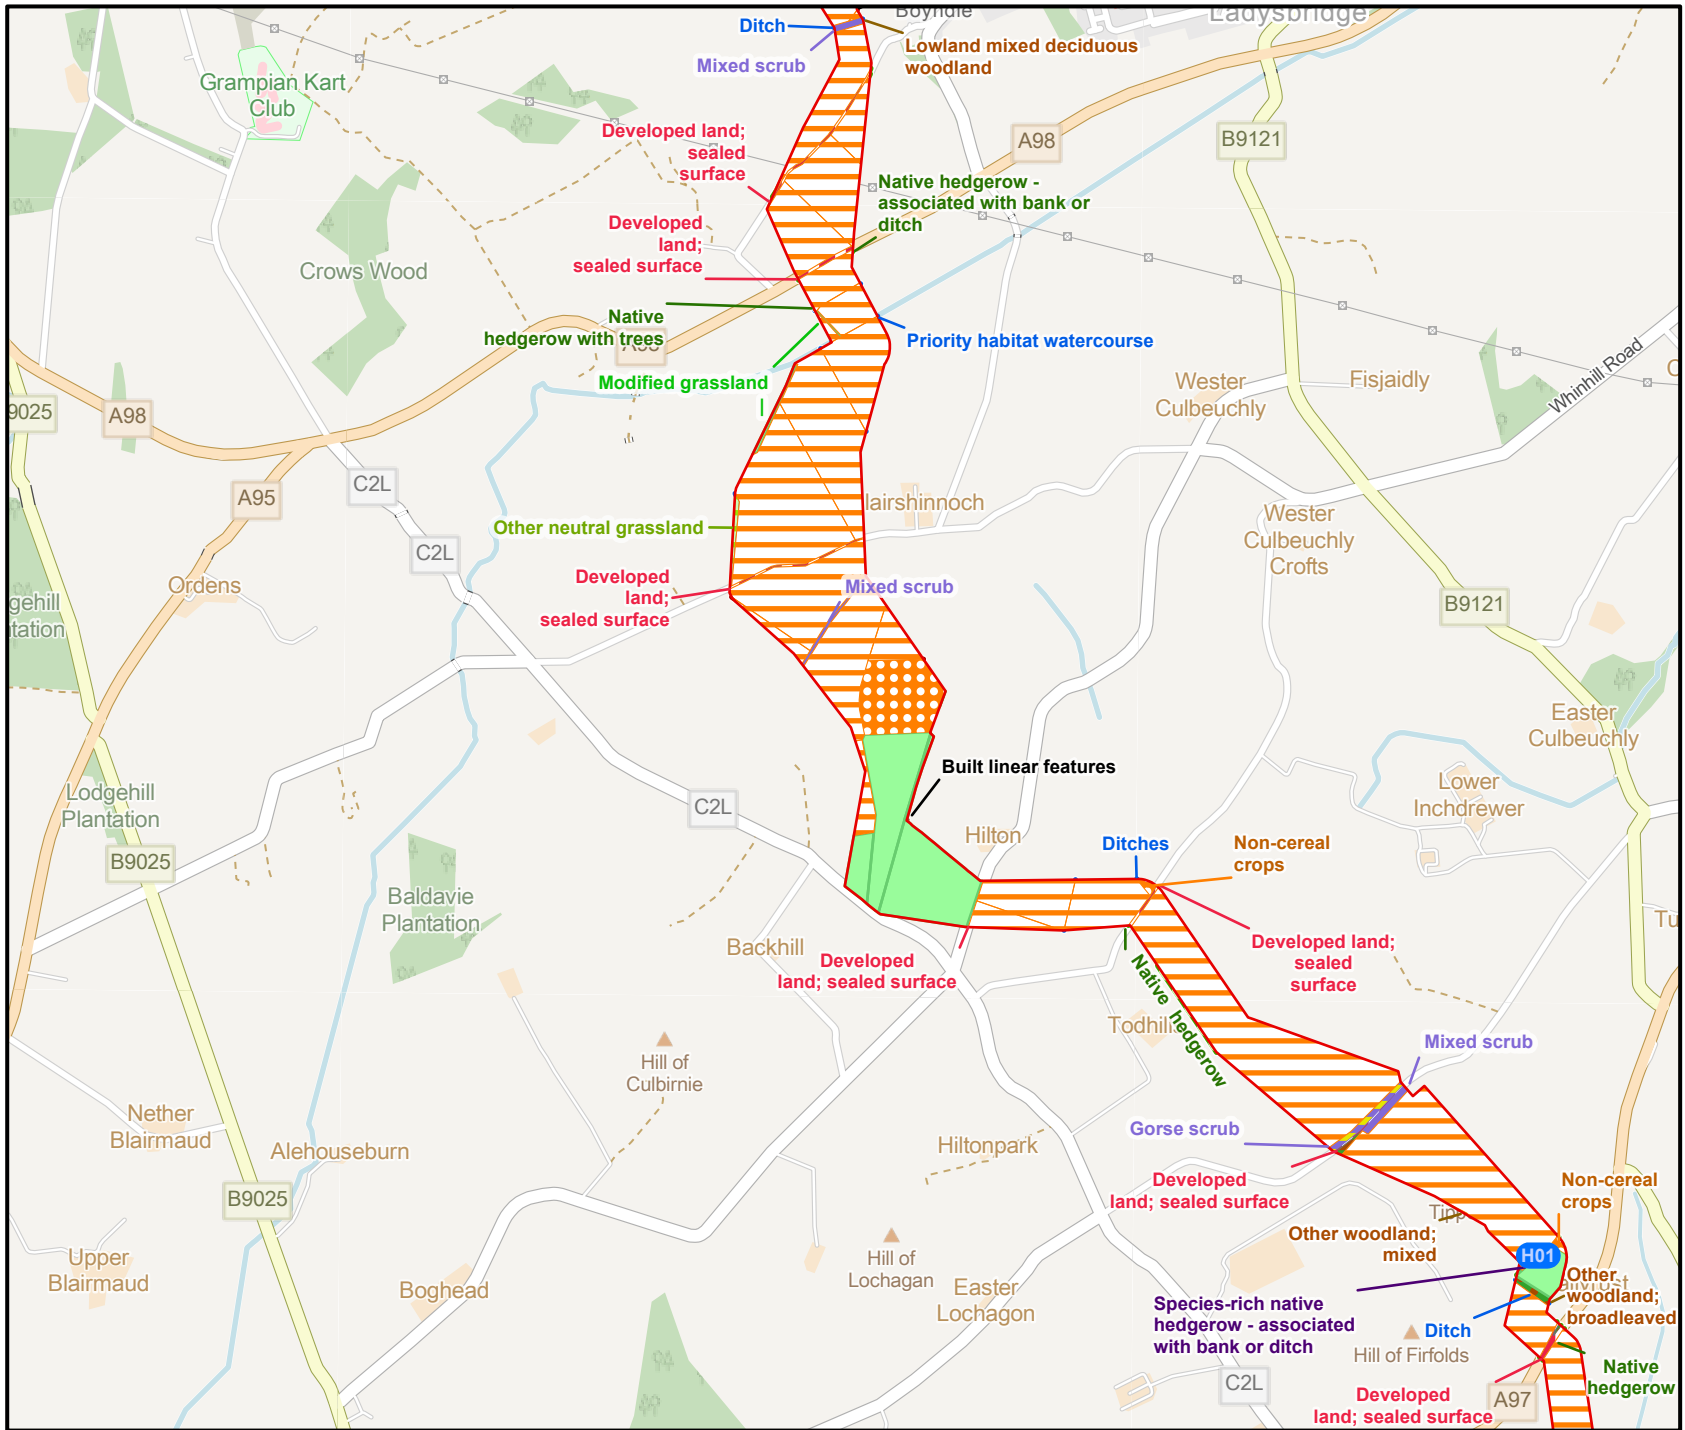 Boyndie
Ladysbridge
Ditch
Mixed scrub
Lowland mixed deciduous
woodland
Grampian Kart
Club
Developed land;
sealed
surface
A98
B9121
Native hedgerow -
associated with bank or
ditch
Developed
land;
sealed surface
Crows Wood
Native
hedgerow with trees
A98
Priority habitat watercourse
Modified grassland
Wester
Culbeuchly
Fisjaidly
Whinhill Road
9025
A98
C2L
A95
lairshinnoch
Other neutral grassland
C2L
Wester
Culbeuchly
Crofts
Ordens
Developed
land;
sealed surface
Mixed scrub
B9121
gehill
tation
Easter
Culbeuchly
Built linear features
Lodgehill
Plantation
C2L
Lower
Inchdrewer
Hilton
Ditches
Non-cereal
crops
B9025
Baldavie
Plantation
Tu
Backhill
Developed
land; sealed surface
Developed land;
sealed
surface
Native hedgerow
Todhill
Hill of
Culbirnie
Mixed scrub
Nether
Blairmaud
Alehouseburn
Hiltonpark
Gorse scrub
Developed
land; sealed surface
Non-cereal
crops
B9025
Tipp
Other woodland;
mixed
Upper
Blairmaud
Boghead
Hill of
Lochagan
Easter
Lochagon
H01
Other
woodland;
broadleaved
Species-rich native
hedgerow - associated
with bank or ditch
Ditch
Hill of Firfolds
Native
hedgerow
C2L
A97
Developed
land; sealed surface